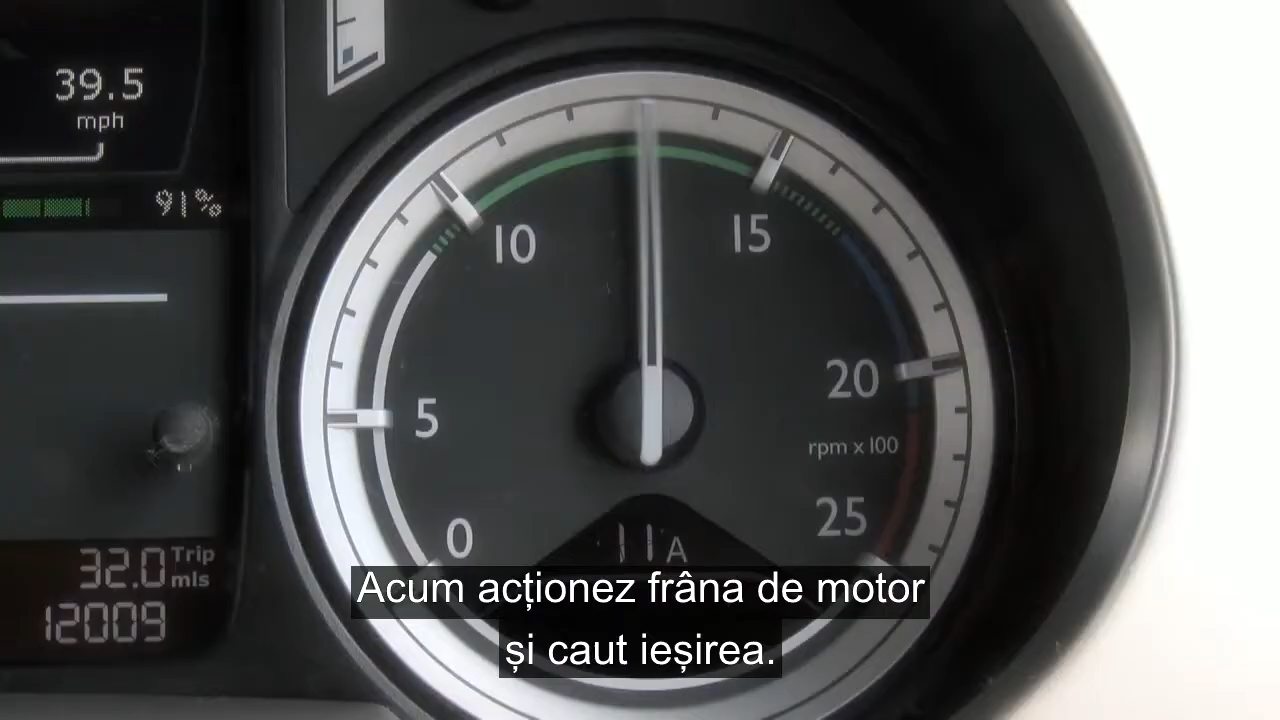 39.5
mph
91%
10
15
5
20
rpm x 100
0
25
11 A
32.0 Trip
mls
12009
Acum acționez frâna de motor
și caut ieșirea.